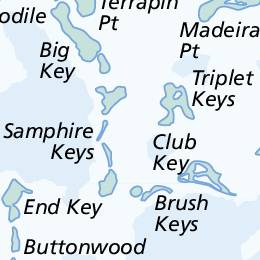 odile
Terrapin
Pt
Madeira
Pt
Big
Key
Triplet
Keys
Samphire
Keys
Club
Key
End Key
Brush
Keys
Buttonwood